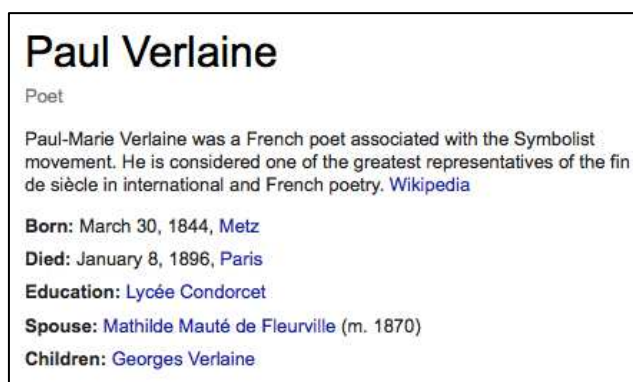 Paul Verlaine
Poet
Paul-Marie Verlaine was a French poet associated with the Symbolist
movement. He is considered one of the greatest representatives of the fin
de siècle in international and French poetry. Wikipedia
Born: March 30, 1844, Metz
Died: January 8, 1896, Paris
Education: Lycée Condorcet
Spouse: Mathilde Mauté de Fleurville (m. 1870)
Children: Georges Verlaine